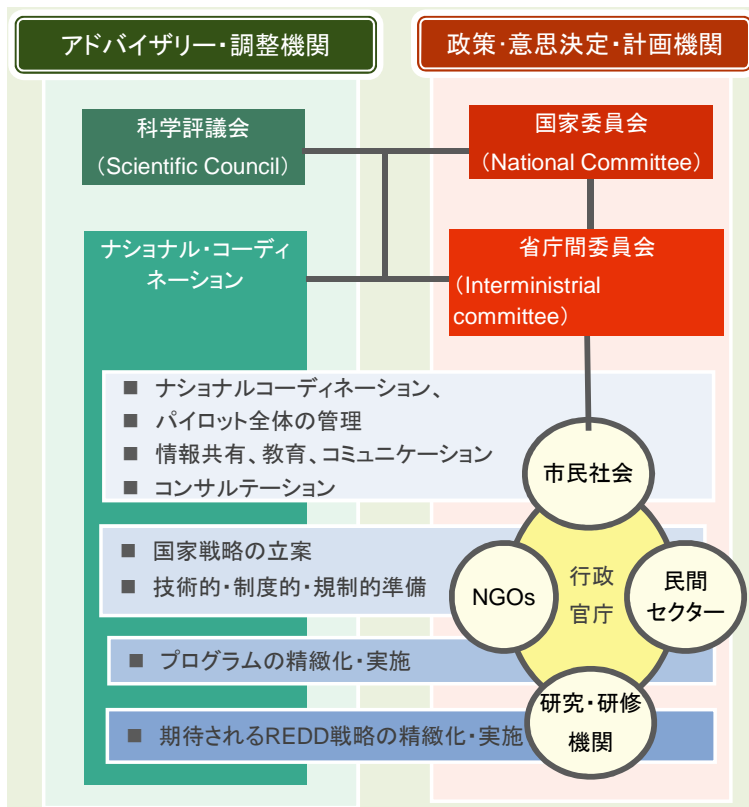 アドバイザリー・調整機関
政策・意思決定・計画機関
科学評議会
（Scientific Council）
国家委員会
（National Committee）
ナショナル・コーディ
ネーション
省庁間委員会
（Interministrial
committee）
■ ナショナルコーディネーション、
■ パイロット全体の管理
■ 情報共有、教育、コミュニケーション
■ コンサルテーション
市民社会
■ 国家戦略の立案
■ 技術的・制度的・規制的準備
NGOs
行政
官庁
民間
セクター
■ プログラムの精緻化・実施
■ 期待されるREDD戦略の精緻化・実施
研究・研修
機関